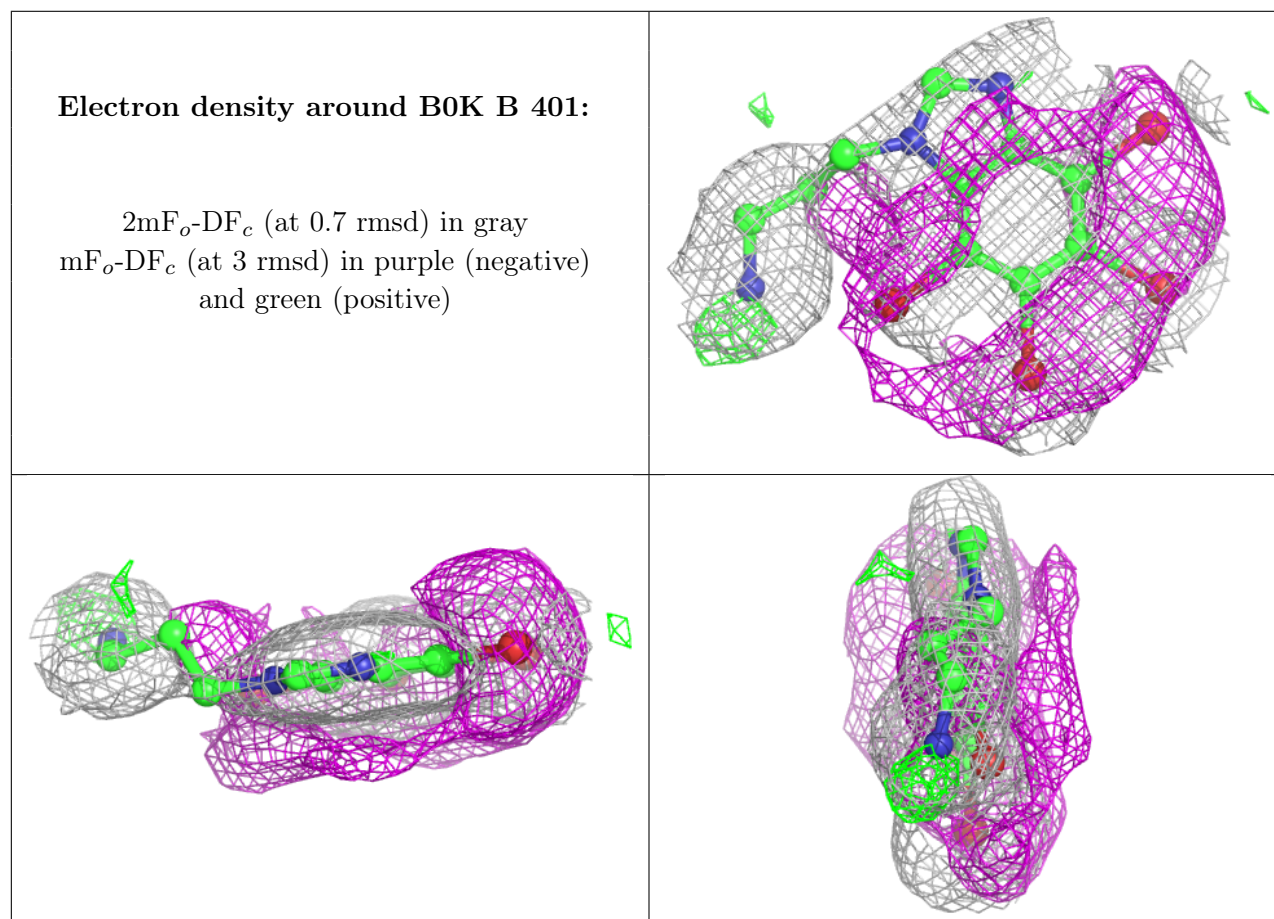 Electron density around B0K B 401:
2mFo-DFc (at 0.7 rmsd) in gray
mFo-DFc (at 3 rmsd) in purple (negative)
and green (positive)